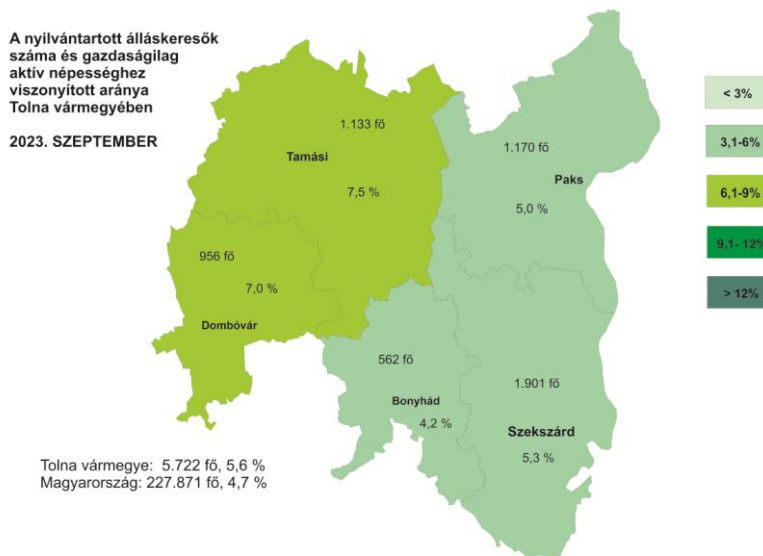 A nyilvántartott álláskeresők
száma és gazdaságilag
aktív népességhez
viszonyított aránya
Tolna vármegyében
2023. SZEPTEMBER
1.133 fő
Tamási
7,5 %
1.170 fő
Paks
5,0 %
956 fő
7,0 %
Dombóvár
562 fő
Bonyhád
4,2 %
1.901 fő
Szekszárd
5,3 %
< 3%
3,1-6%
6,1-9%
9,1- 12%
> 12%
Tolna vármegye: 5.722 fő, 5,6 %
Magyarország: 227.871 fő, 4,7 %